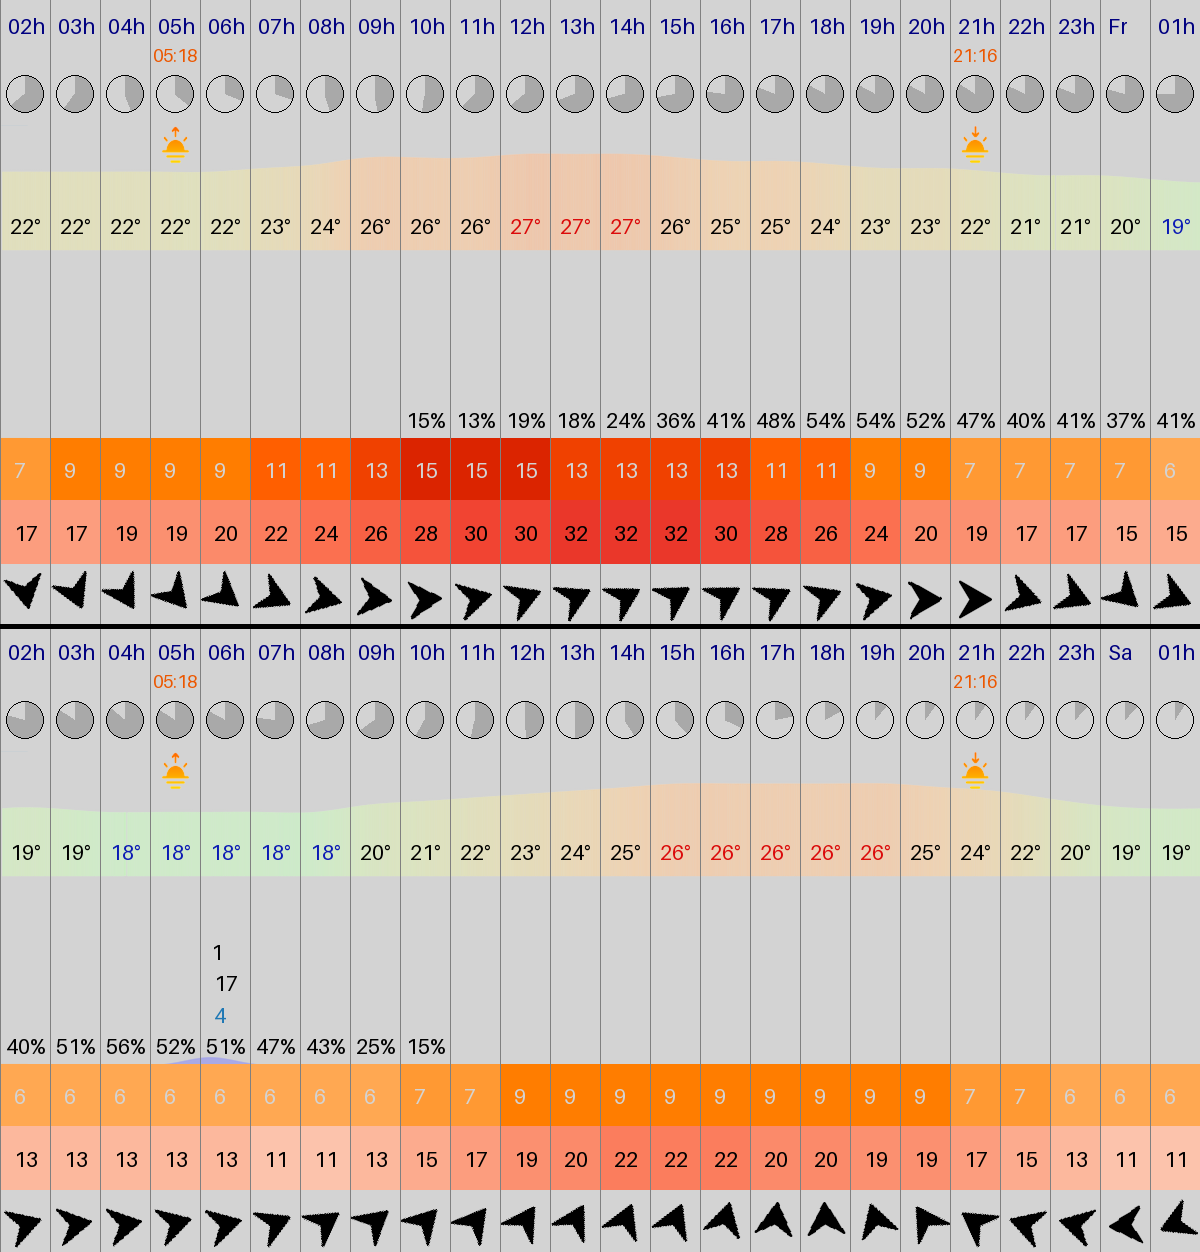 02h 03h 04h 05h 06h 07h 08h 09h 10h 11h 12h 13h 14h 15h 16h 17h 18h 19h 20h 21h 22h 23h Fr 01h
05:18 21:16
22° 22° 22° 22° 22° 23° 24° 26° 26° 26° 27° 27° 27° 26° 25° 25° 24° 23° 23° 22° 21° 21° 20° 19°
15% 13% 19% 18% 24% 36% 41% 48% 54% 54% 52% 47% 40% 41% 37% 41%
7 9 9 9 9 11 11 13 15 15 15 13 13 13 13 11 11 9 9 7 7 7 7 6
17 17 19 19 20 22 24 26 28 30 30 32 32 32 30 28 26 24 20 19 17 17 15 15
02h 03h 04h 05h 06h 07h 08h 09h 10h 11h 12h 13h 14h 15h 16h 17h 18h 19h 20h 21h 22h 23h Sa 01h
05:18 21:16
19° 19° 18° 18° 18° 18° 18° 20° 21° 22° 23° 24° 25° 26° 26° 26° 26° 26° 25° 24° 22° 20° 19° 19°
1
17
4
40% 51% 56% 52% 51% 47% 43% 25% 15%
6 6 6 6 6 6 6 6 7 7 9 9 9 9 9 9 9 9 9 7 7 6 6 6
13 13 13 13 13 11 11 13 15 17 19 20 22 22 22 20 20 19 19 17 15 13 11 11